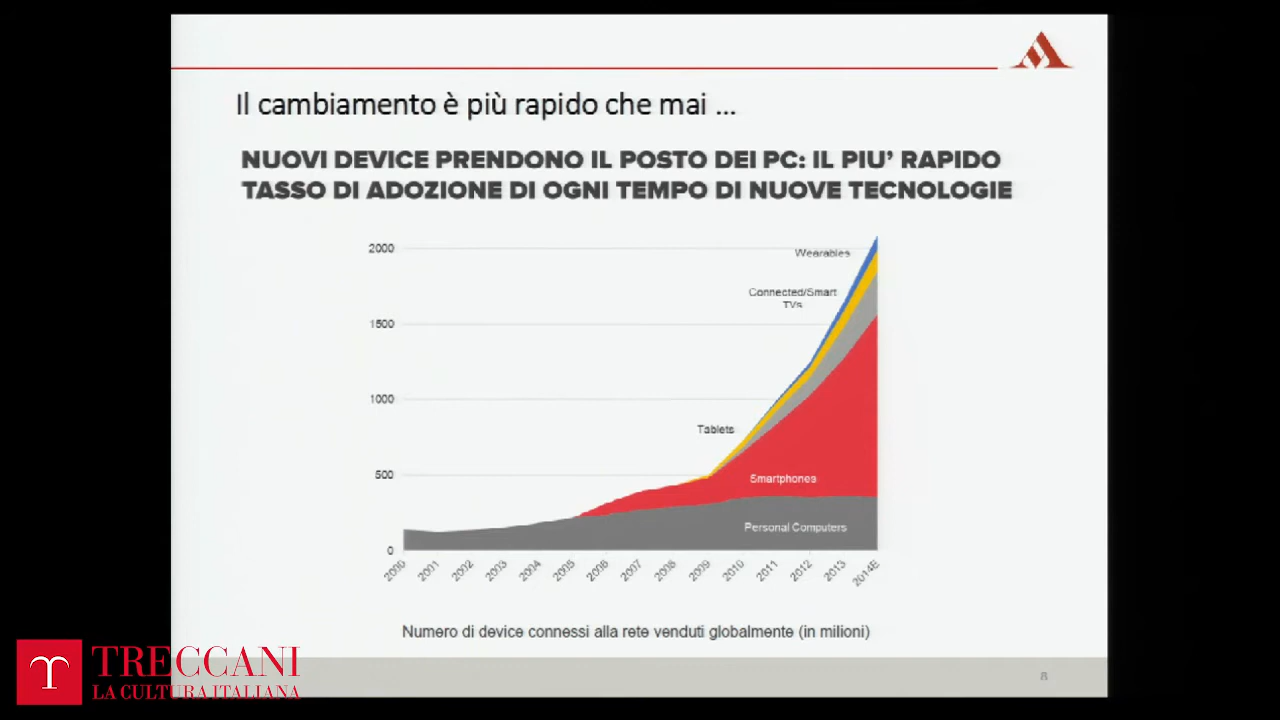 Il cambiamento è più rapido che mai ...
NUOVI DEVICE PRENDONO IL POSTO DEI PC: IL PIU' RAPIDO
TASSO DI ADOZIONE DI OGNI TEMPO DI NUOVE TECNOLOGIE
2000
Wearables
Connected/Smart
TVs
1500
1000
Tablets
500
Smartphones
Personal Computers
0
2000 2001 2002 2003 2004 2005 2006 2007 2008 2009 2010 2011 2012 2013 2014E
Numero di device connessi alla rete venduti globalmente (in milioni)
8
TRECCANI
LA CULTURA ITALIANA